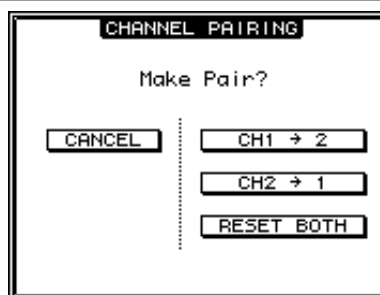 CHANNEL PAIRING
Make Pair?
CANCEL
CH1 → 2
CH2 → 1
RESET BOTH